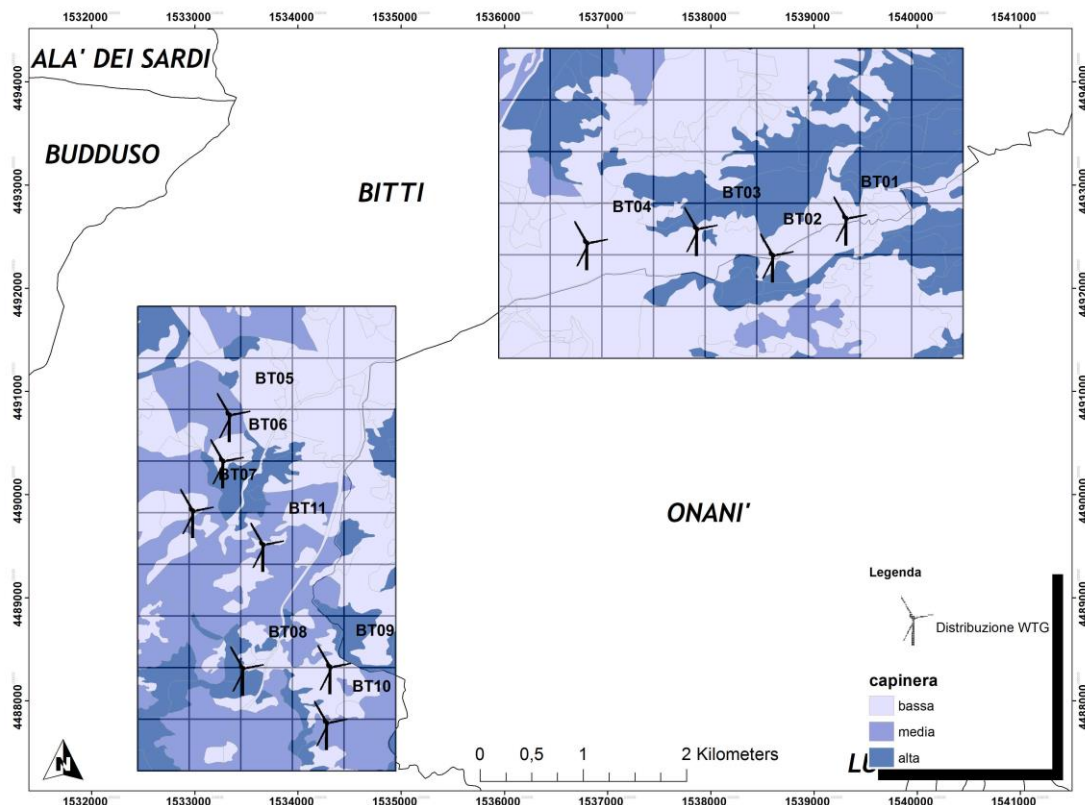 1532000 1533000 1534000 1535000 1536000 1537000 1538000 1539000 1540000 1541000
4494000 4494000
ALA' DEI SARDI
BUDDUSO
4493000 4493000
BITTI
BT01
BT03
BT04
BT02
4492000 4492000
BT05
4491000 4491000
BT06
BT07
4490000 4490000
BT11
ONANI'
Legenda
4489000 4489000
Distribuzione WTG
BT08
BT09
BT10
capinera
4488000 4488000
bassa
media
alta
N
0 0,5 1 2 Kilometers
1532000 1533000 1534000 1535000 1536000 1537000 1538000 1539000 1540000 1541000